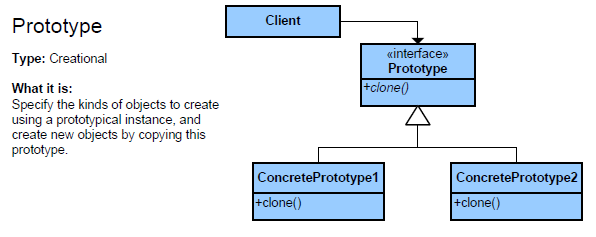 Prototype
Type: Creational
What it is:
Specify the kinds of objects to create
using a prototypical instance, and
create new objects by copying this
prototype.
Client
«interface»
Prototype
+clone()
ConcretePrototype1
+clone()
ConcretePrototype2
+clone()